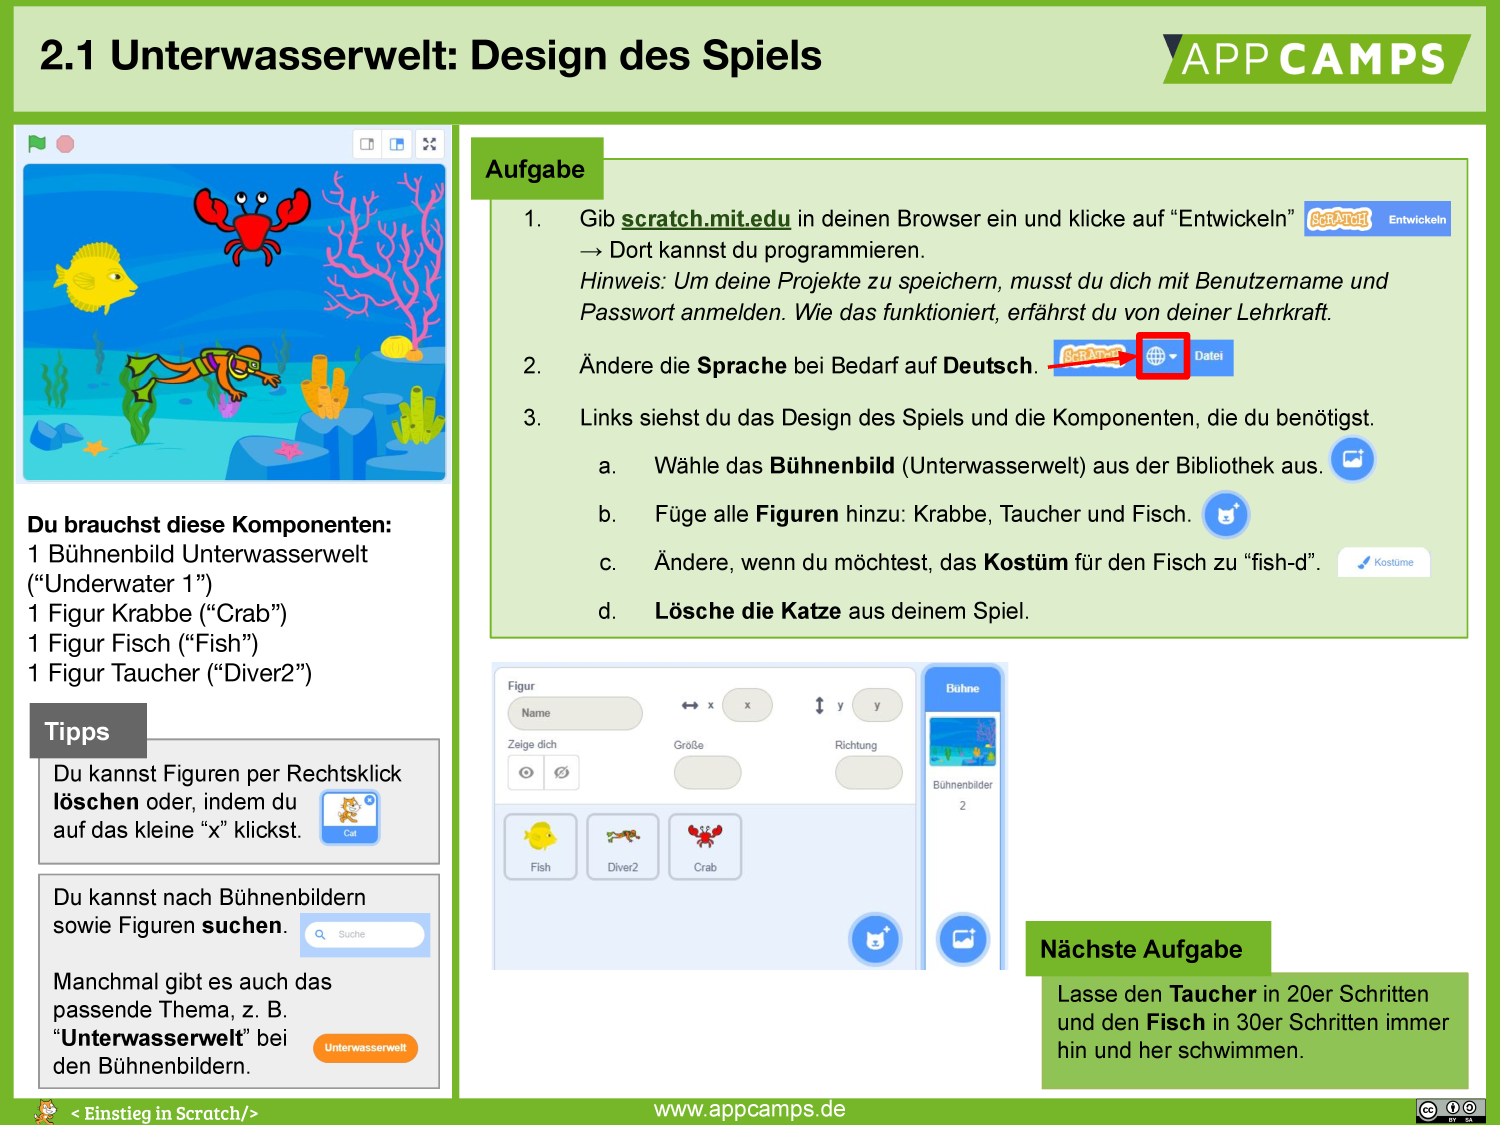 2.1 Unterwasserwelt: Design des Spiels
APP CAMPS
Du brauchst diese Komponenten:
1 Bühnenbild Unterwasserwelt
(“Underwater 1”)
1 Figur Krabbe (“Crab”)
1 Figur Fisch (“Fish”)
1 Figur Taucher (“Diver2”)
Tipps
Du kannst Figuren per Rechtsklick
löschen oder, indem du
auf das kleine “x” klickst.
Cat
Du kannst nach Bühnenbildern
sowie Figuren suchen.
Suche
Manchmal gibt es auch das
passende Thema, z. B.
“Unterwasserwelt” bei
den Bühnenbildern.
Unterwasserwelt
Aufgabe
1. Gib scratch.mit.edu in deinen Browser ein und klicke auf “Entwickeln”
SCRATCH Entwickeln
→ Dort kannst du programmieren.
Hinweis: Um deine Projekte zu speichern, musst du dich mit Benutzername und
Passwort anmelden. Wie das funktioniert, erfährst du von deiner Lehrkraft.
2. Ändere die Sprache bei Bedarf auf Deutsch.
SCRATCH Datei
3. Links siehst du das Design des Spiels und die Komponenten, die du benötigst.
a. Wähle das Bühnenbild (Unterwasserwelt) aus der Bibliothek aus.
b. Füge alle Figuren hinzu: Krabbe, Taucher und Fisch.
c. Ändere, wenn du möchtest, das Kostüm für den Fisch zu “fish-d”.
Kostüme
d. Lösche die Katze aus deinem Spiel.
Figur
Name
x x
y y
Zeige dich
Größe
Richtung
Fish
Diver2
Crab
Bühne
Bühnenbilder
2
Nächste Aufgabe
Lasse den Taucher in 20er Schritten
und den Fisch in 30er Schritten immer
hin und her schwimmen.
< Einstieg in Scratch/>
www.appcamps.de
cc
BY SA